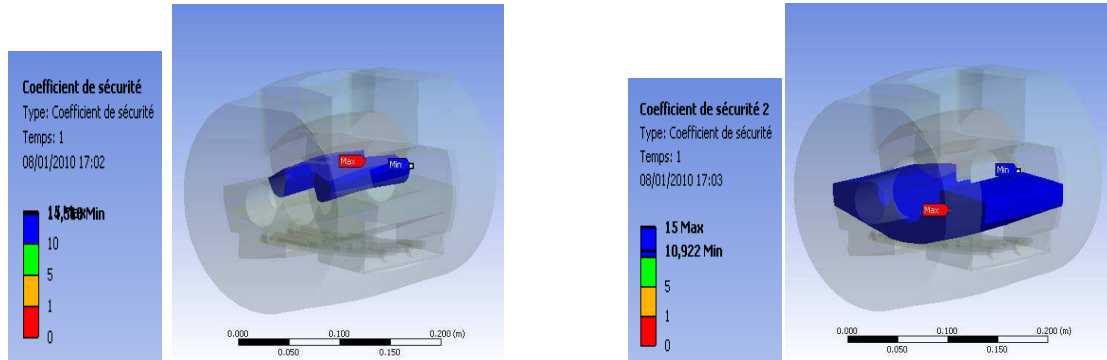 Coefficient de sécurité
Type: Coefficient de sécurité
Temps: 1
08/01/2010 17:02
Min
10
5
1
0
Max
Min
0.000
0.100
0.200 (m)
0.050
0.150
Coefficient de sécurité 2
Type: Coefficient de sécurité
Temps: 1
08/01/2010 17:03
15 Max
10,922 Min
5
1
0
Min
Max
0.000
0.100
0.200 (m)
0.050
0.150